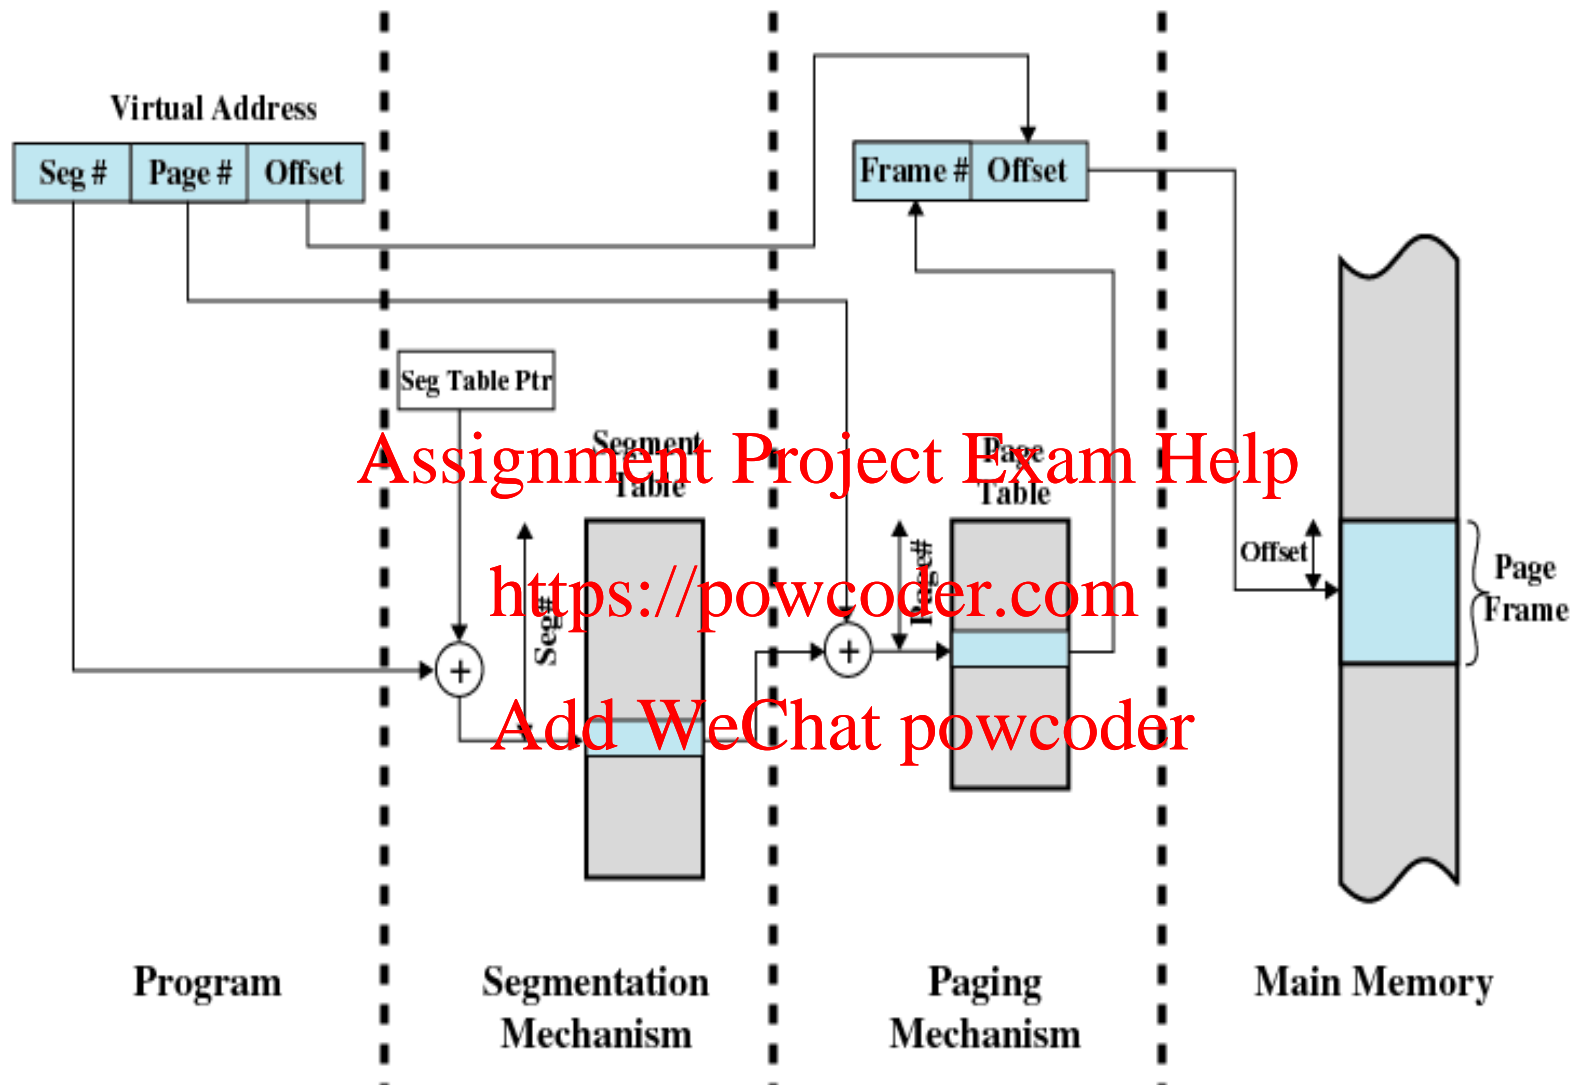 Virtual Address
Seg #
Page #
Offset
Frame #
Offset
Seg Table Ptr
Segment
Table
Page
Table
Assignment Project Exam Help
Seg#
Page#
Offset
Page
Frame
https://powcoder.com
+
+
Add WeChat powcoder
Program
Segmentation
Mechanism
Paging
Mechanism
Main Memory